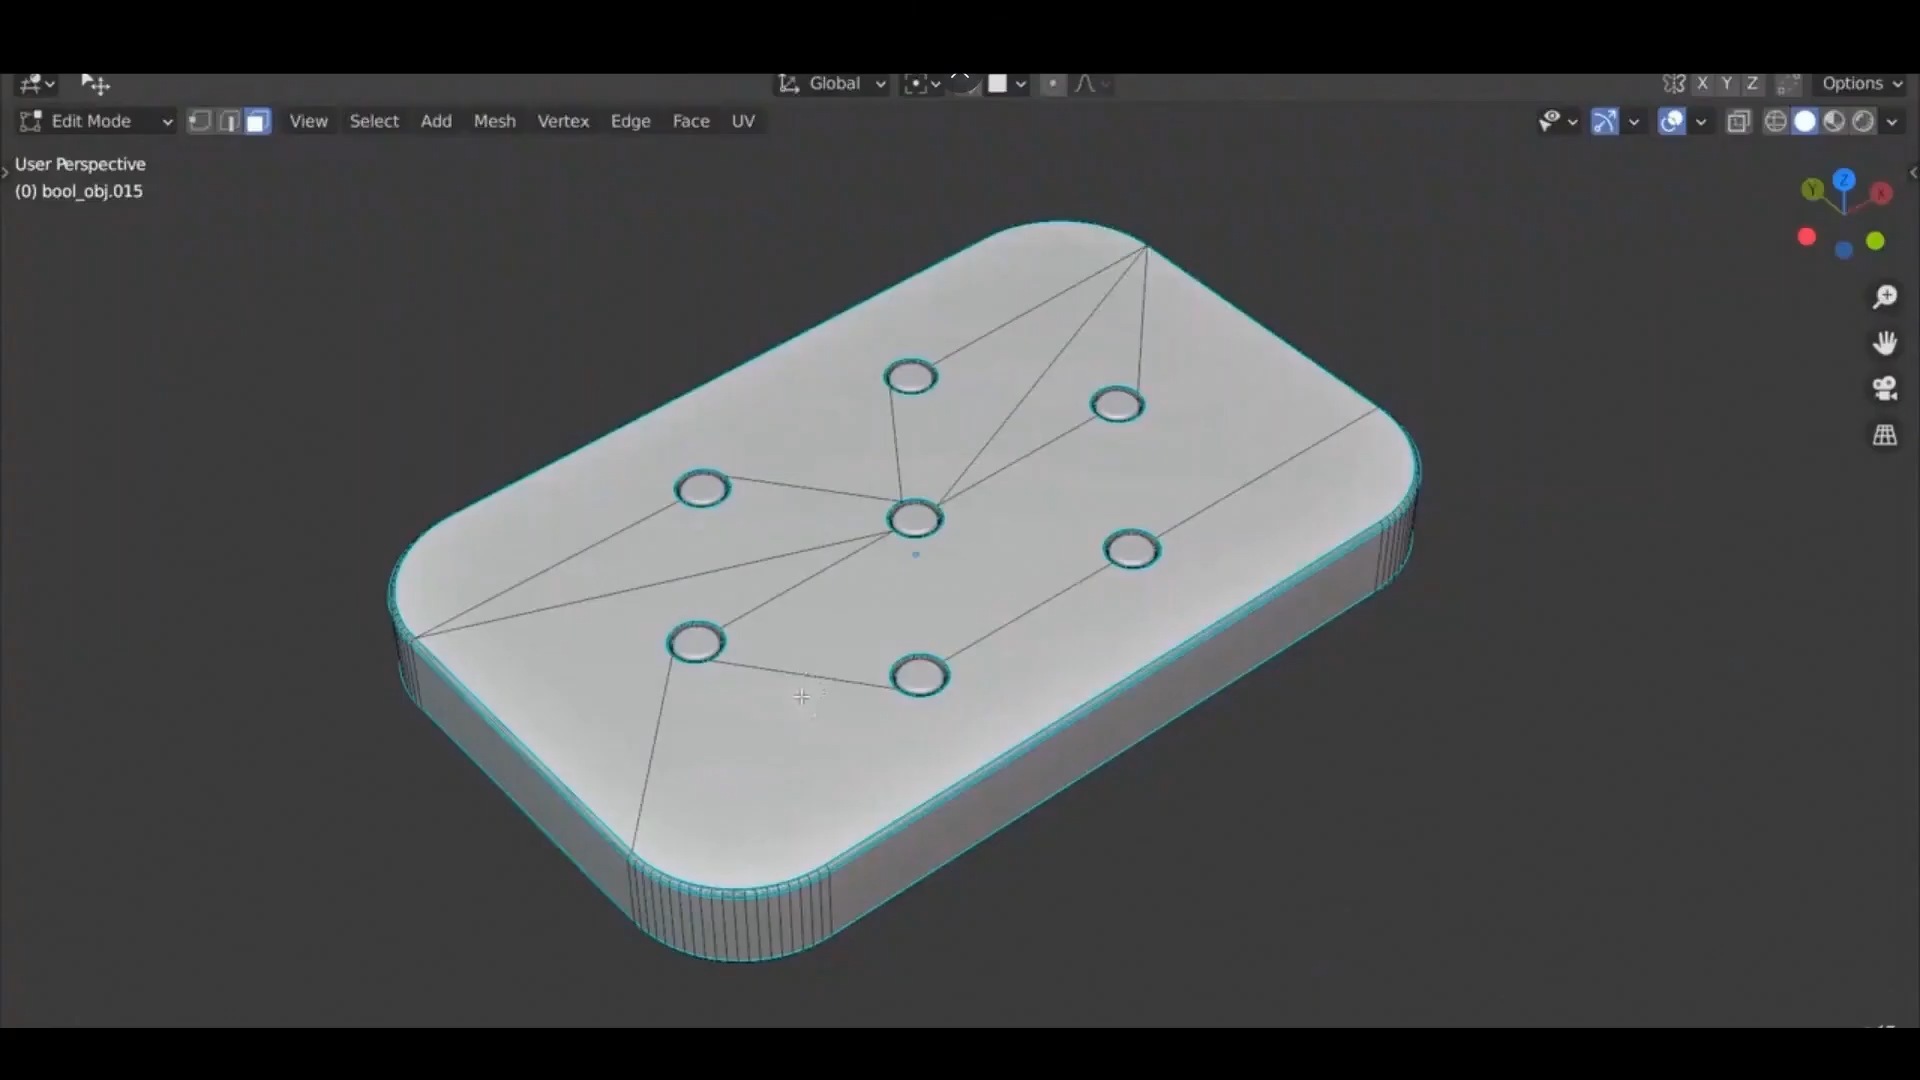 Global
X Y Z
Options
Edit Mode
View Select Add Mesh Vertex Edge Face UV
User Perspective
(0) bool_obj.015
Z
Y
X